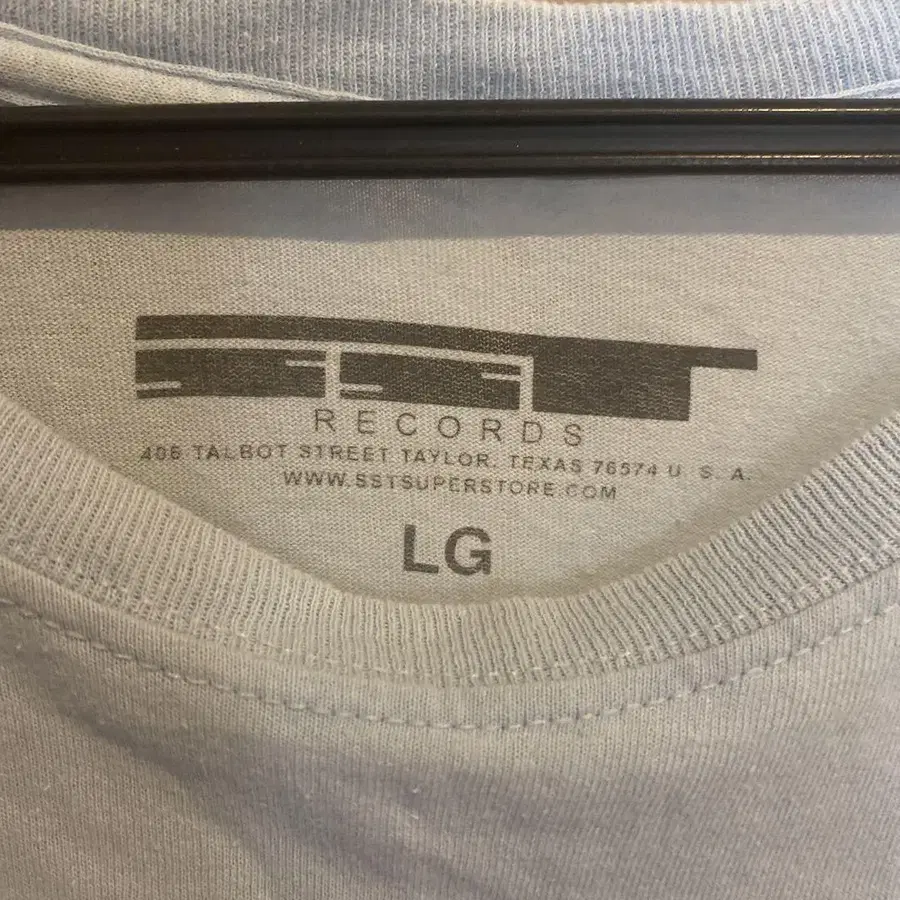 SST
RECORDS
406 TALBOT STREET TAYLOR, TEXAS 76574 U. S. A.
WWW.SSTSUPERSTORE.COM
LG